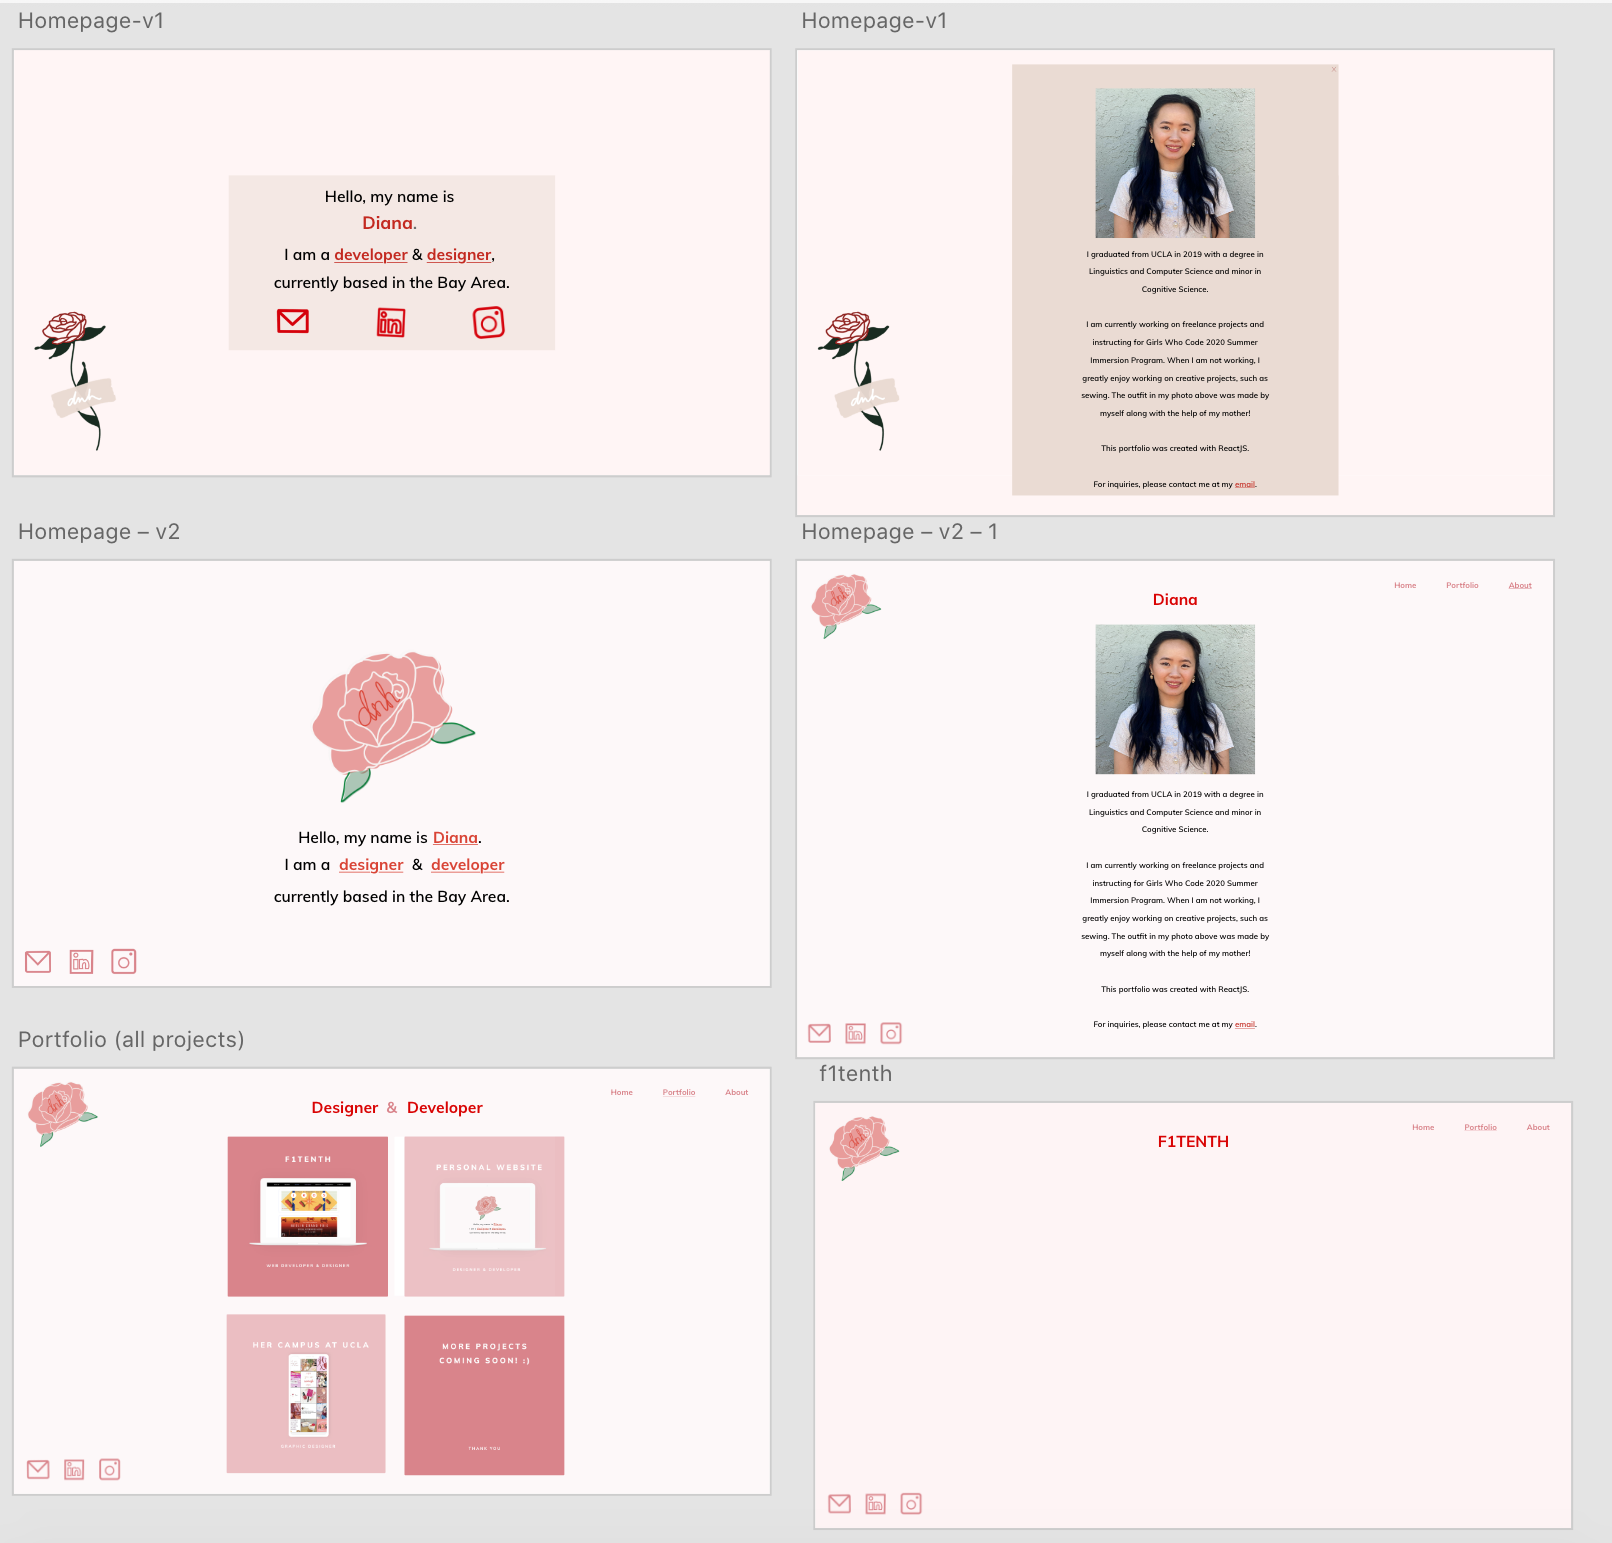 Homepage-v1
Hello, my name is
Diana.
I am a developer & designer,
currently based in the Bay Area.
dnh
Homepage-v1
x
I graduated from UCLA in 2019 with a degree in
Linguistics and Computer Science and minor in
Cognitive Science.
I am currently working on freelance projects and
instructing for Girls Who Code 2020 Summer
Immersion Program. When I am not working, I
greatly enjoy working on creative projects, such as
sewing. The outfit in my photo above was made by
myself along with the help of my mother!
This portfolio was created with ReactJS.
For inquiries, please contact me at my email.
dnh
Homepage – v2
dnh
Hello, my name is Diana.
I am a designer & developer
currently based in the Bay Area.
in
Homepage – v2 – 1
dnh
Home Portfolio About
Diana
I graduated from UCLA in 2019 with a degree in
Linguistics and Computer Science and minor in
Cognitive Science.
I am currently working on freelance projects and
instructing for Girls Who Code 2020 Summer
Immersion Program. When I am not working, I
greatly enjoy working on creative projects, such as
sewing. The outfit in my photo above was made by
myself along with the help of my mother!
This portfolio was created with ReactJS.
For inquiries, please contact me at my email.
in
Portfolio (all projects)
dnh
Home Portfolio About
Designer & Developer
F1TENTH
WEB DEVELOPER & DESIGNER
PERSONAL WEBSITE
DESIGNER & DEVELOPER
HER CAMPUS AT UCLA
GRAPHIC DESIGNER
MORE PROJECTS
COMING SOON! :)
THANK YOU
in
f1tenth
dnh
Home Portfolio About
F1TENTH
in